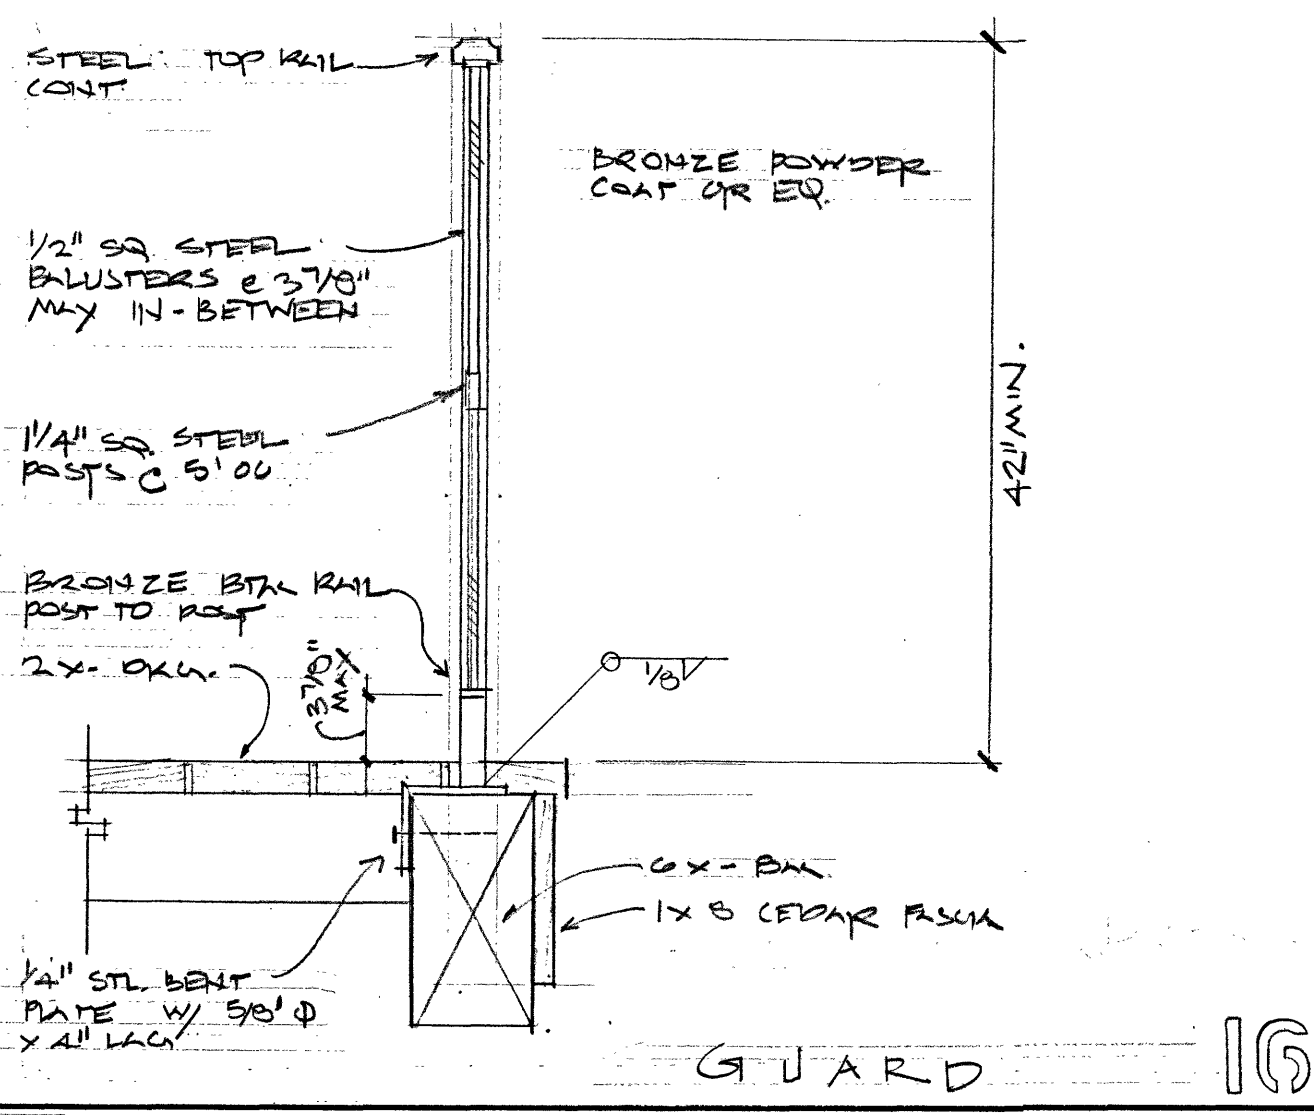 STEEL TOP RAIL
CONT.
BRONZE POWDER
COAT OR EQ.
1/2" SQ. STEEL
BALUSTERS @ 3 7/8"
MAX IN-BETWEEN
1 1/4" SQ. STEEL
POSTS @ 5' OC
42" MIN.
BRONZE BTM RAIL
POST TO POST
2X- DKG.
3 7/8"
MAX
1/8
6X- BM.
1X8 CEDAR FASCIA
1/4" STL. BENT
PLATE W/ 5/8" Φ
X 4" LAG
GUARD
16